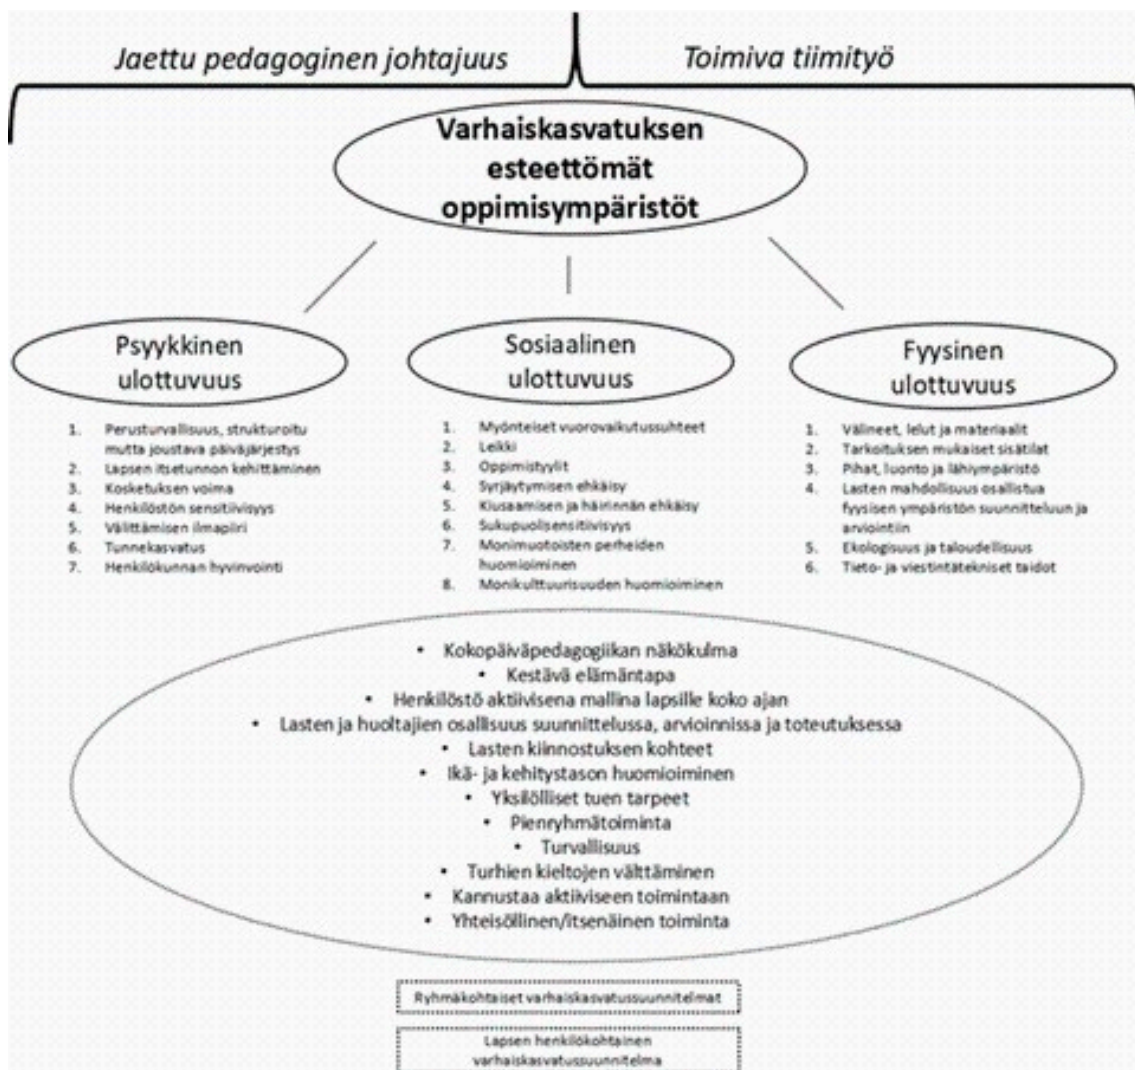 Jaettu pedagoginen johtajuus
Toimiva tiimityö
Varhaiskasvatuksen
esteettömät
oppimisympäristöt
Psyykkinen
ulottuvuus
1. Perusturvallisuus, strukturoitu
mutta joustava päiväjärjestys
2. Lapsen itsetunnon kehittäminen
3. Kosketuksen voima
4. Henkilöstön sensitiivisyys
5. Välittämisen ilmapiiri
6. Tunnekasvatus
7. Henkilökunnan hyvinvointi
Sosiaalinen
ulottuvuus
1. Myönteiset vuorovaikutussuhteet
2. Leikki
3. Oppimistyylit
4. Syrjäytymisen ehkäisy
5. Kiusaamisen ja häirinnän ehkäisy
6. Sukupuolisensitiivisyys
7. Monimuotoisten perheiden
huomioiminen
8. Monikulttuurisuuden huomioiminen
Fyysinen
ulottuvuus
1. Välineet, lelut ja materiaalit
2. Tarkoituksen mukaiset sisätilat
3. Pihat, luonto ja lähiympäristö
4. Lasten mahdollisuus osallistua
fyysisen ympäristön suunnitteluun ja
arviointiin
5. Ekologisuus ja taloudellisuus
6. Tieto- ja viestintätekniset taidot
• Kokopäiväpedagogiikan näkökulma
• Kestävä elämäntapa
• Henkilöstö aktiivisena mallina lapsille koko ajan
• Lasten ja huoltajien osallisuus suunnittelussa, arvioinnissa ja toteutuksessa
• Lasten kiinnostuksen kohteet
• Ikä- ja kehitystason huomioiminen
• Yksilölliset tuen tarpeet
• Pienryhmätoiminta
• Turvallisuus
• Turhien kieltojen välttäminen
• Kannustaa aktiiviseen toimintaan
• Yhteisöllinen/itsenäinen toiminta
Ryhmäkohtaiset varhaiskasvatussuunnitelmat
Lapsen henkilökohtainen
varhaiskasvatussuunnitelma